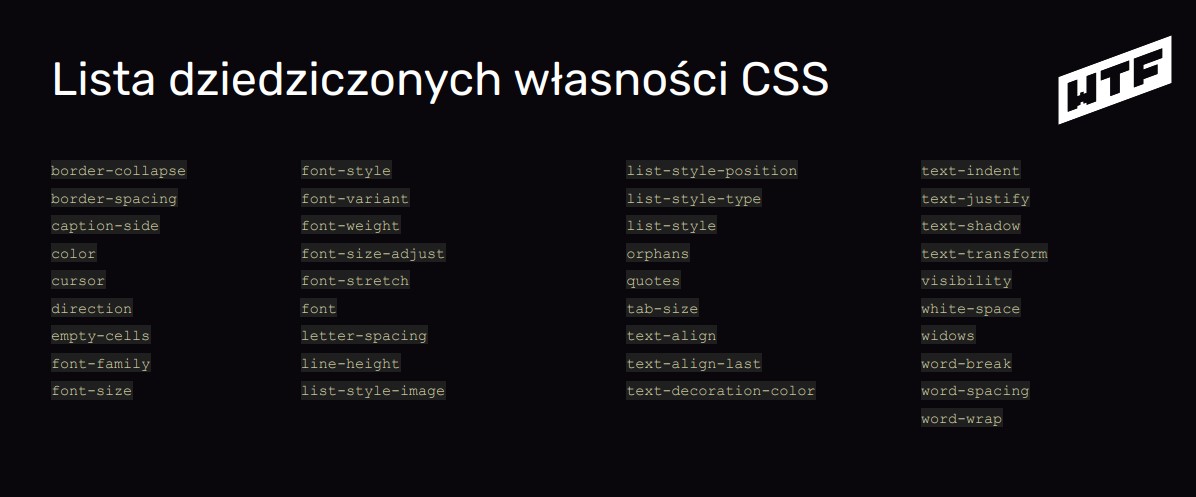 Lista dziedziczonych własności CSS
WTF
border-collapse
border-spacing
caption-side
color
cursor
direction
empty-cells
font-family
font-size
font-style
font-variant
font-weight
font-size-adjust
font-stretch
font
letter-spacing
line-height
list-style-image
list-style-position
list-style-type
list-style
orphans
quotes
tab-size
text-align
text-align-last
text-decoration-color
text-indent
text-justify
text-shadow
text-transform
visibility
white-space
widows
word-break
word-spacing
word-wrap